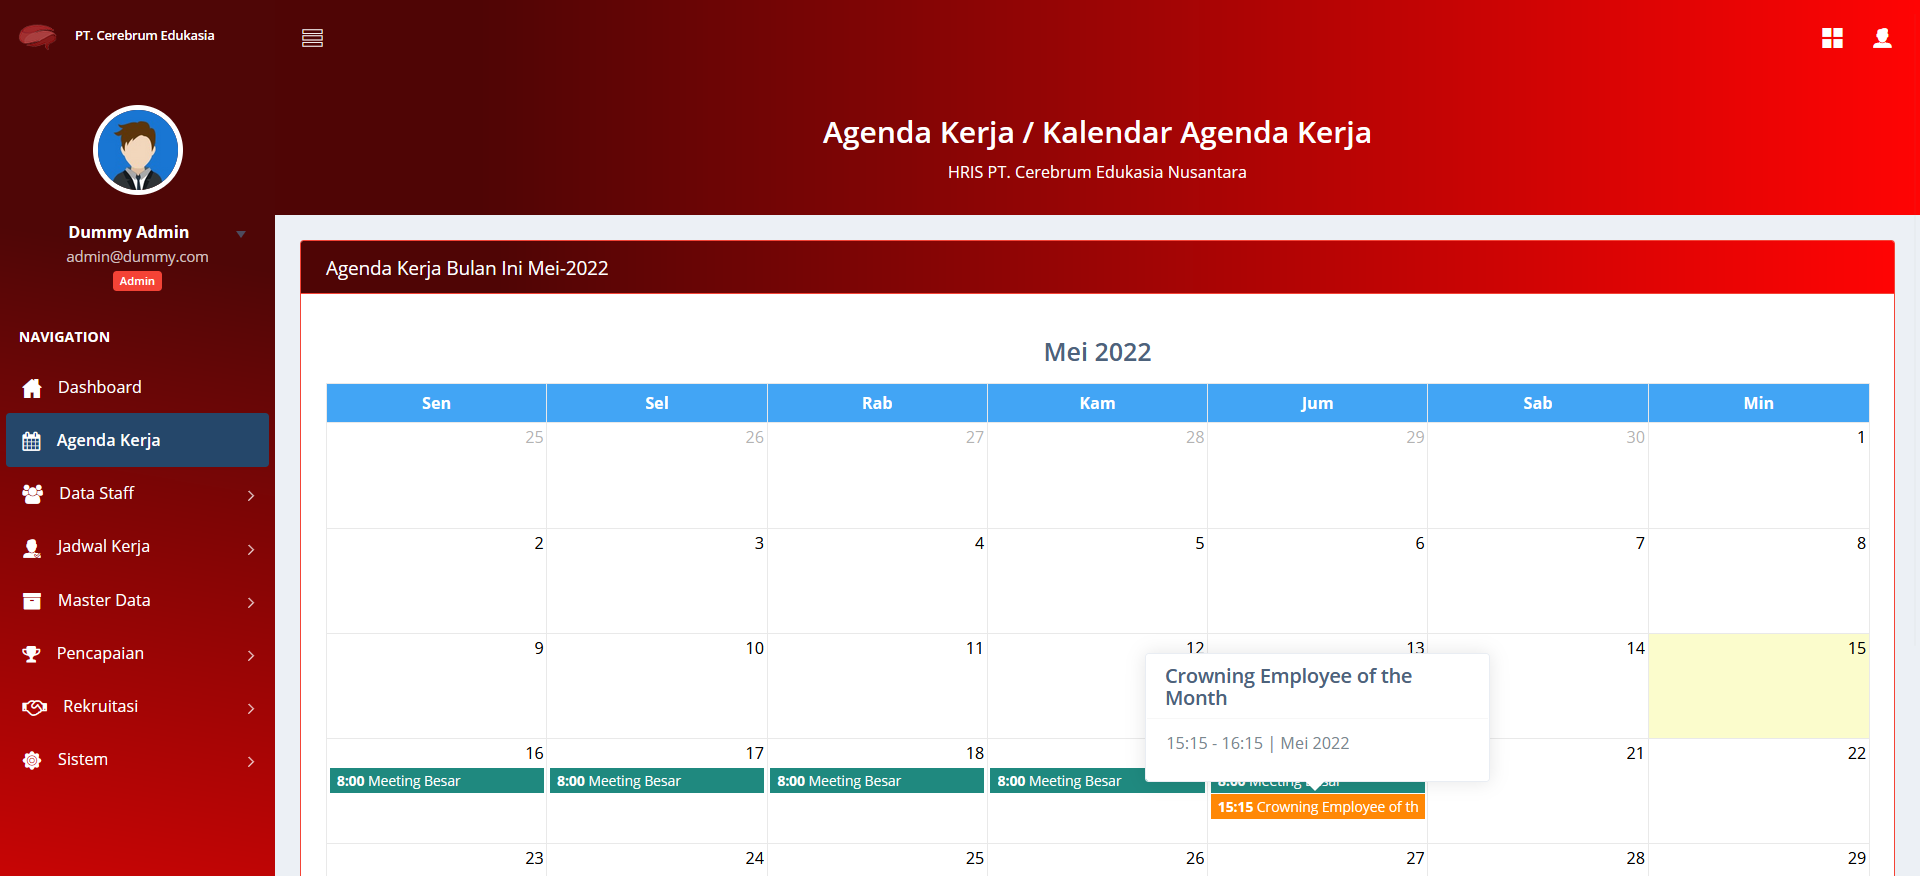 PT. Cerebrum Edukasia
Dummy Admin
admin@dummy.com
Admin
NAVIGATION
Dashboard
Agenda Kerja
Data Staff
Jadwal Kerja
Master Data
Pencapaian
Rekruitasi
Sistem
Agenda Kerja / Kalendar Agenda Kerja
HRIS PT. Cerebrum Edukasia Nusantara
Agenda Kerja Bulan Ini Mei-2022
Mei 2022
Sen Sel Rab Kam Jum Sab Min
25 26 27 28 29 30 1
2 3 4 5 6 7 8
9 10 11 12 13 14 15
Crowning Employee of the
Month
15:15 - 16:15 | Mei 2022
16 17 18 21 22
8:00 Meeting Besar 8:00 Meeting Besar 8:00 Meeting Besar 8:00 Meeting Besar 8:00 Meeting Besar
15:15 Crowning Employee of th
23 24 25 26 27 28 29